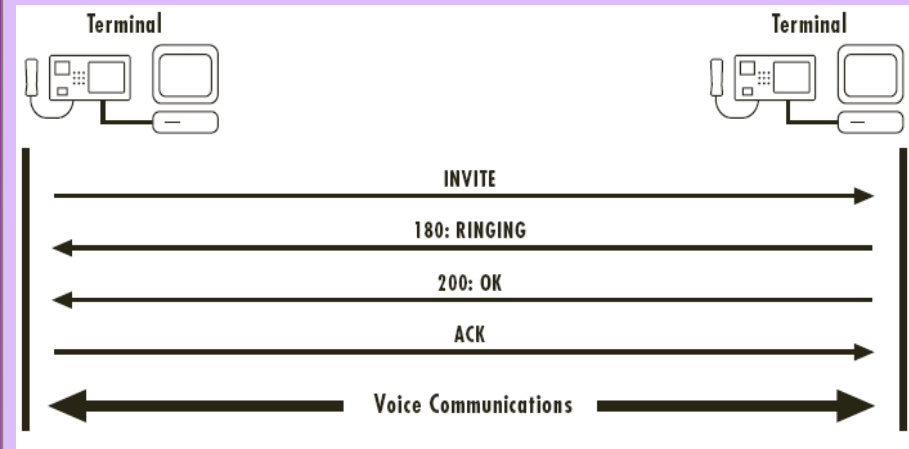 Terminal
Terminal
INVITE
180: RINGING
200: OK
ACK
Voice Communications